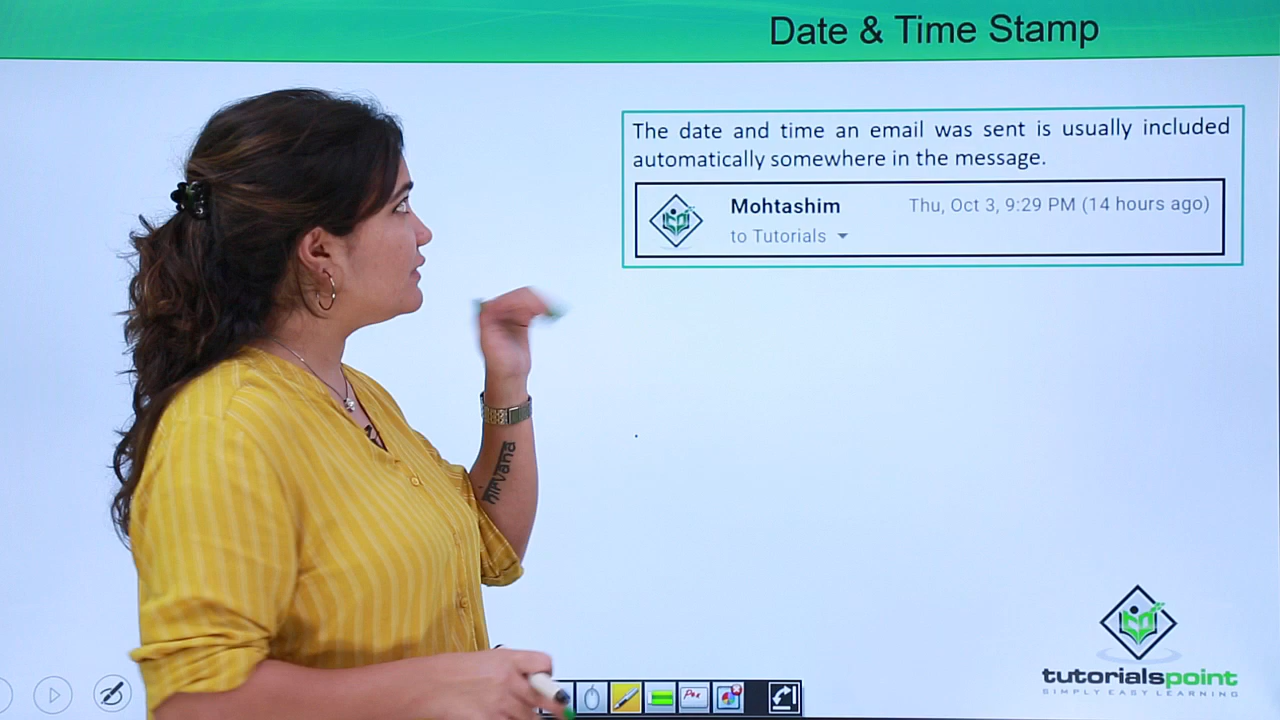 Date & Time Stamp
The date and time an email was sent is usually included
automatically somewhere in the message.
Mohtashim Thu, Oct 3, 9:29 PM (14 hours ago)
to Tutorials
nirvana
tutorialspoint
SIMPLY EASY LEARNING